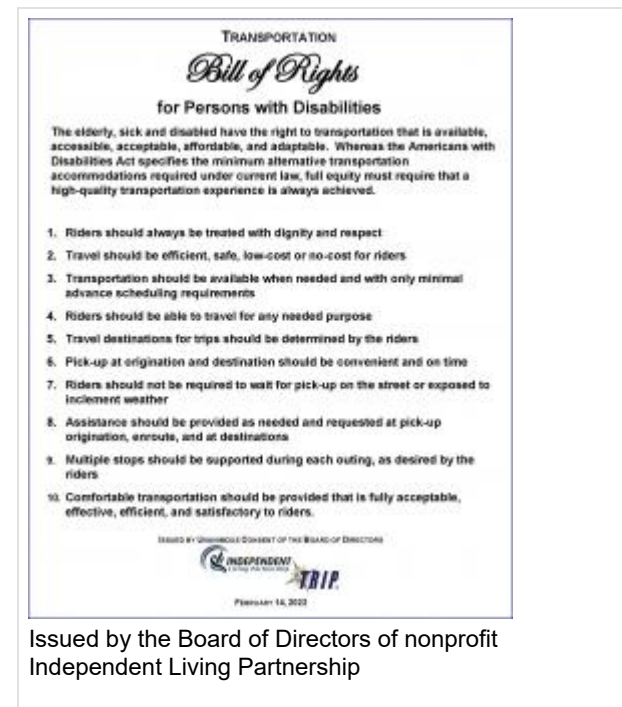 TRANSPORTATION
Bill of Rights
for Persons with Disabilities
The elderly, sick and disabled have the right to transportation that is available,
accessible, acceptable, affordable, and adaptable. Whereas the Americans with
Disabilities Act specifies the minimum alternative transportation
accommodations required under current law, full equity must require that a
high-quality transportation experience is always achieved.
1. Riders should always be treated with dignity and respect
2. Travel should be efficient, safe, low-cost or no-cost for riders
3. Transportation should be available when needed and with only minimal
advance scheduling requirements
4. Riders should be able to travel for any needed purpose
5. Travel destinations for trips should be determined by the riders
6. Pick-up at origination and destination should be convenient and on time
7. Riders should not be required to wait for pick-up on the street or exposed to
inclement weather
8. Assistance should be provided as needed and requested at pick-up
origination, enroute, and at destinations
9. Multiple stops should be supported during each outing, as desired by the
riders
10. Comfortable transportation should be provided that is fully acceptable,
effective, efficient, and satisfactory to riders.
ISSUED BY UNANIMOUS CONSENT OF THE BOARD OF DIRECTORS
INDEPENDENT
Living Partnership
TRIP
FEBRUARY 2022
Issued by the Board of Directors of nonprofit
Independent Living Partnership